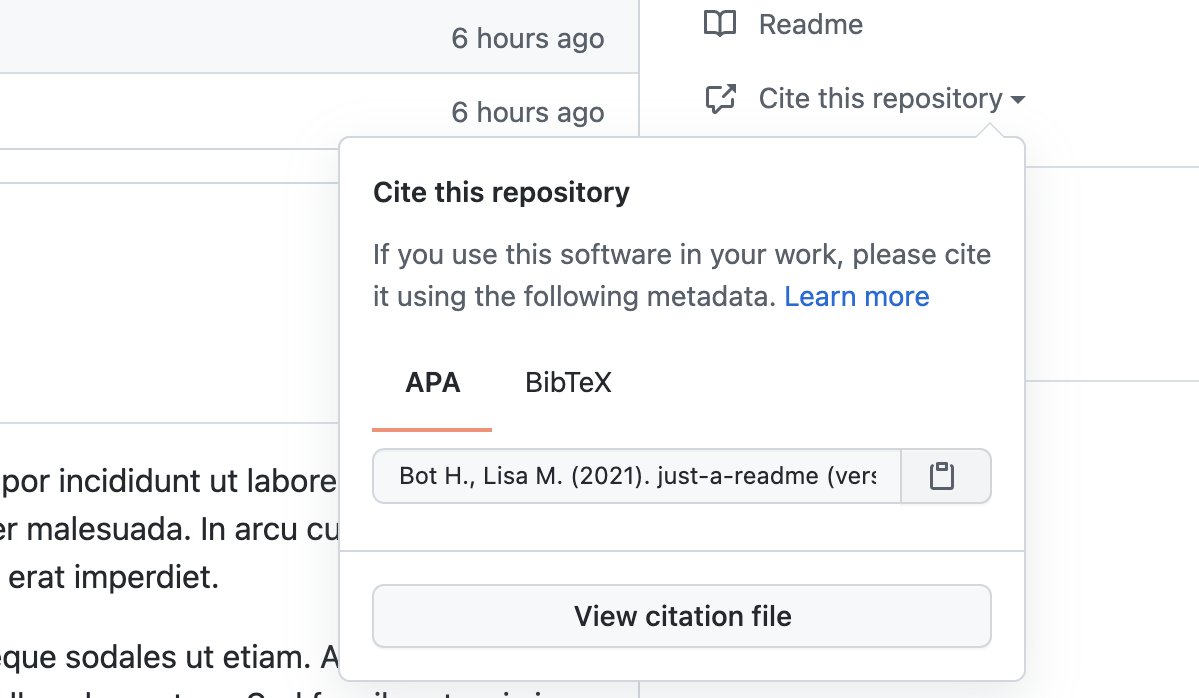 6 hours ago
Readme
6 hours ago
Cite this repository
Cite this repository
If you use this software in your work, please cite
it using the following metadata. Learn more
APA
BibTeX
Bot H., Lisa M. (2021). just-a-readme (vers
View citation file
por incididunt ut labore
er malesuada. In arcu cu
erat imperdiet.
eque sodales ut etiam. A